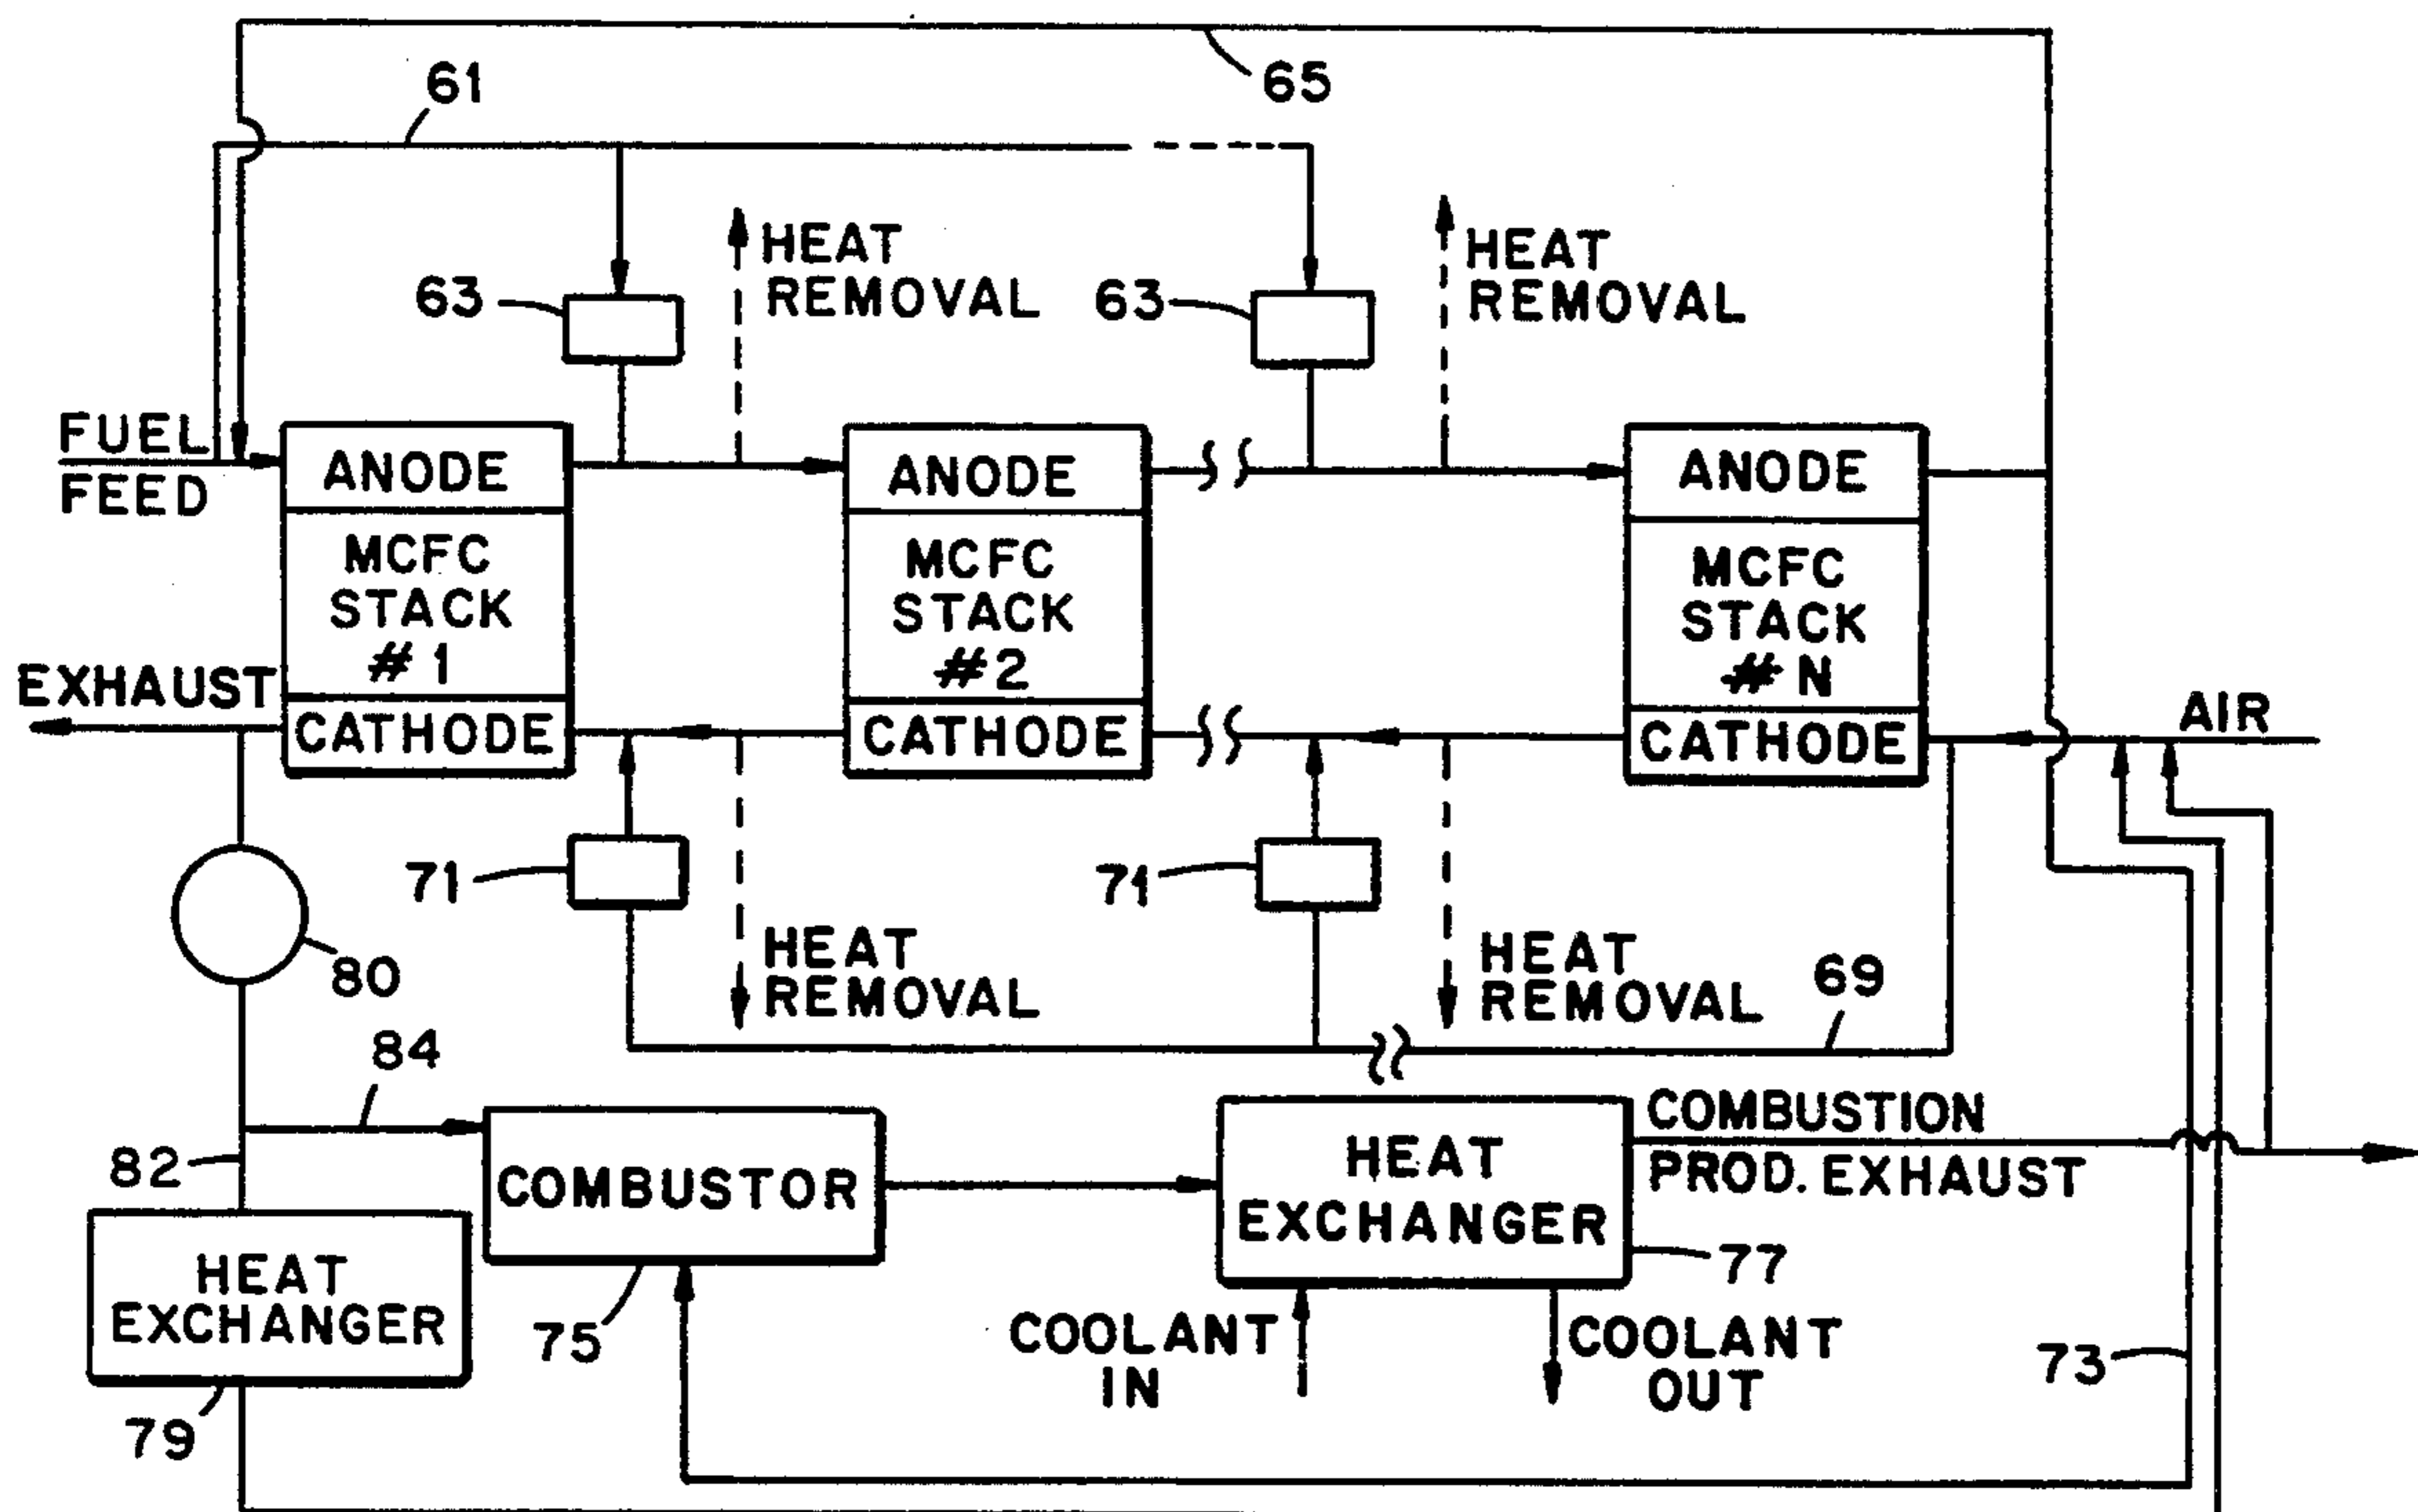 65
61
HEAT
REMOVAL
HEAT
REMOVAL
63
63
FUEL
FEED
ANODE
MCFC
STACK
#1
CATHODE
ANODE
MCFC
STACK
#2
CATHODE
ANODE
MCFC
STACK
#N
CATHODE
EXHAUST
AIR
71
71
80
HEAT
REMOVAL
HEAT
REMOVAL
69
84
82
COMBUSTOR
HEAT
EXCHANGER
COMBUSTION
PROD. EXHAUST
77
HEAT
EXCHANGER
75
COOLANT
IN
COOLANT
OUT
73
79